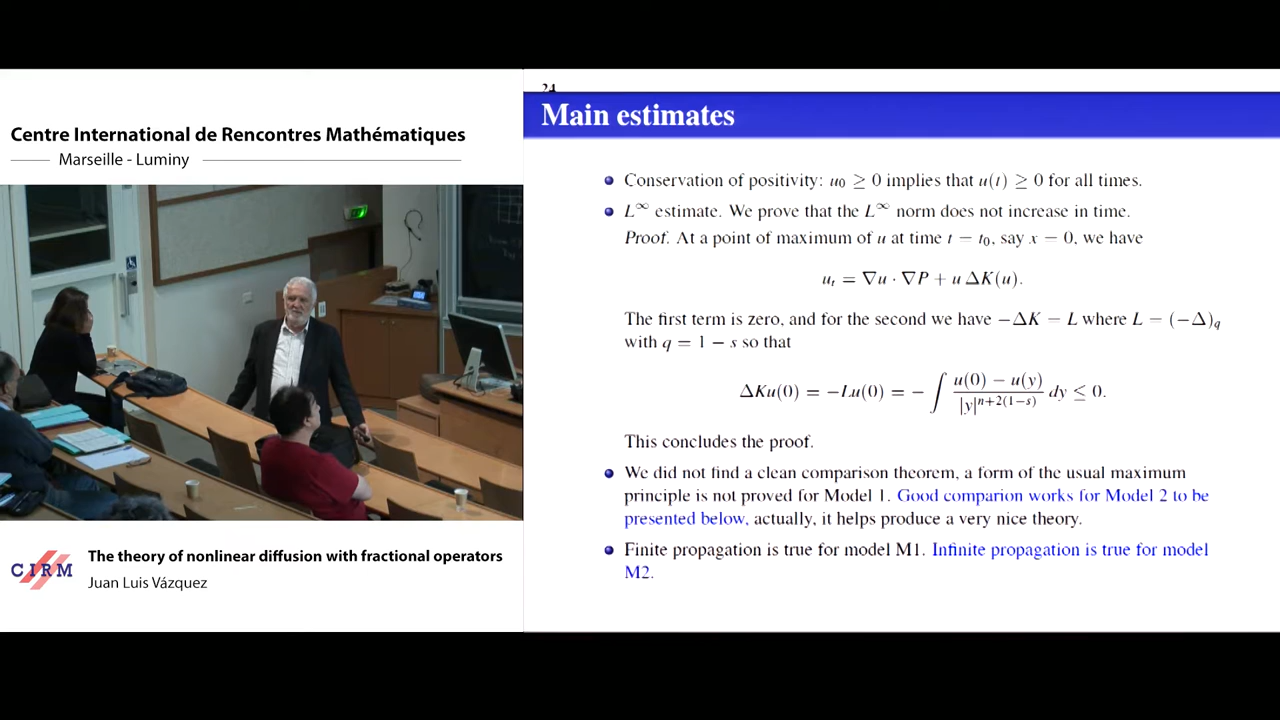 Centre International de Rencontres Mathématiques
Marseille - Luminy
CIRM
The theory of nonlinear diffusion with fractional operators
Juan Luis Vázquez
24
Main estimates
Conservation of positivity: u₀ ≥ 0 implies that u(t) ≥ 0 for all times.
L^∞ estimate. We prove that the L^∞ norm does not increase in time.
Proof. At a point of maximum of u at time t = t₀, say x = 0, we have
uₜ = ∇u · ∇P + u ΔK(u).
The first term is zero, and for the second we have −ΔK = L where L = (−Δ)_q
with q = 1 − s so that
ΔKu(0) = −Lu(0) = − ∫ (u(0) − u(y)) / |y|^{n+2(1−s)} dy ≤ 0.
This concludes the proof.
We did not find a clean comparison theorem, a form of the usual maximum
principle is not proved for Model 1. Good comparion works for Model 2 to be
presented below, actually, it helps produce a very nice theory.
Finite propagation is true for model M1. Infinite propagation is true for model
M2.